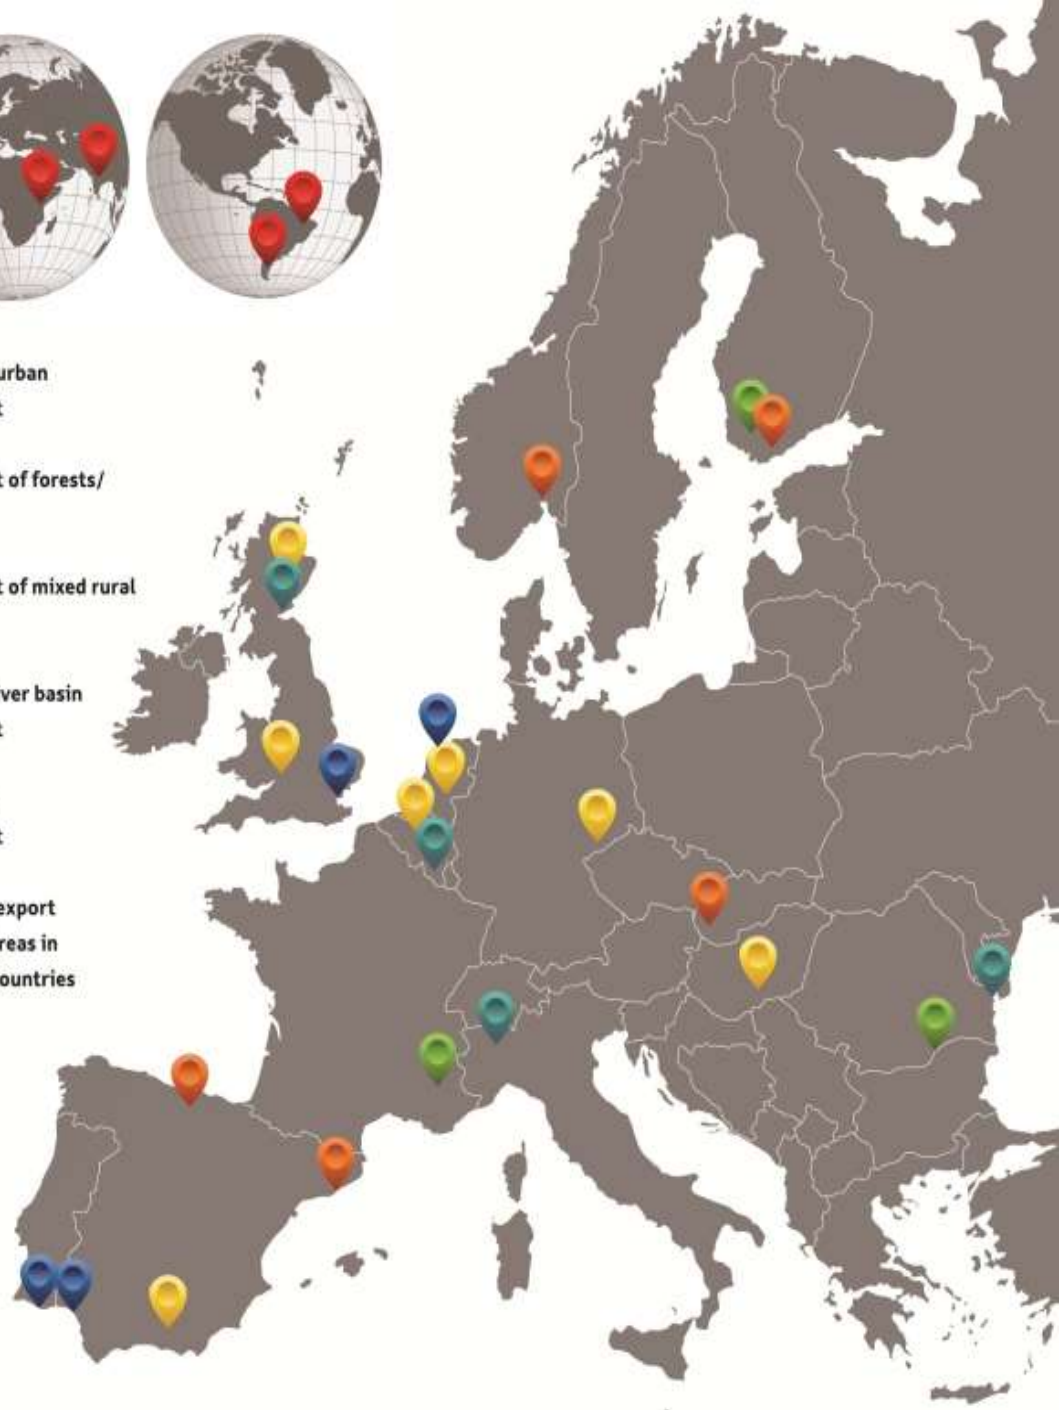 urban
t
t of forests/
t of mixed rural
ver basin
t
t
export
reas in
ountries